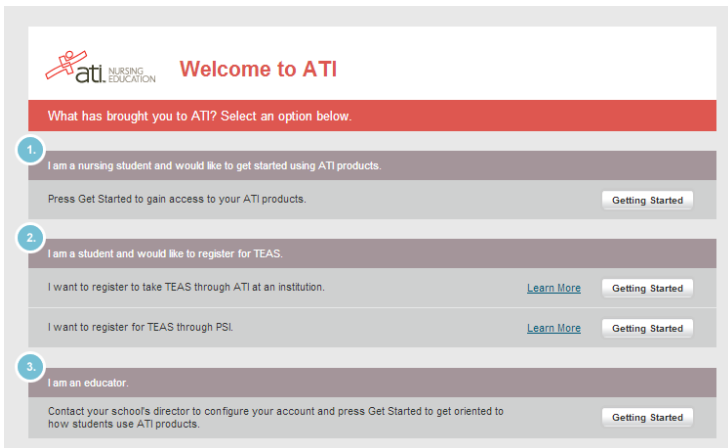 ati NURSING EDUCATION
Welcome to ATI
What has brought you to ATI? Select an option below.
1.
I am a nursing student and would like to get started using ATI products.
Press Get Started to gain access to your ATI products. Getting Started
2.
I am a student and would like to register for TEAS.
I want to register to take TEAS through ATI at an institution. Learn More Getting Started
I want to register for TEAS through PSI. Learn More Getting Started
3.
I am an educator.
Contact your school's director to configure your account and press Get Started to get oriented to
how students use ATI products. Getting Started